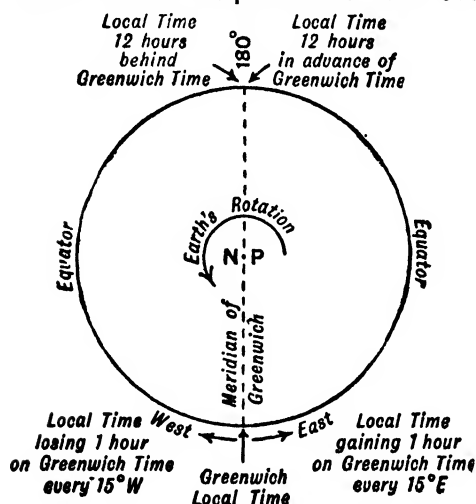 Local Time
12 hours
behind
Greenwich Time
180°
Local Time
12 hours
in advance of
Greenwich Time
Equator
Earth's Rotation
N.P
Equator
Meridian of
Greenwich
West
East
Local Time
losing 1 hour
on Greenwich Time
every 15°W
Greenwich
Local Time
Local Time
gaining 1 hour
on Greenwich Time
every 15°E